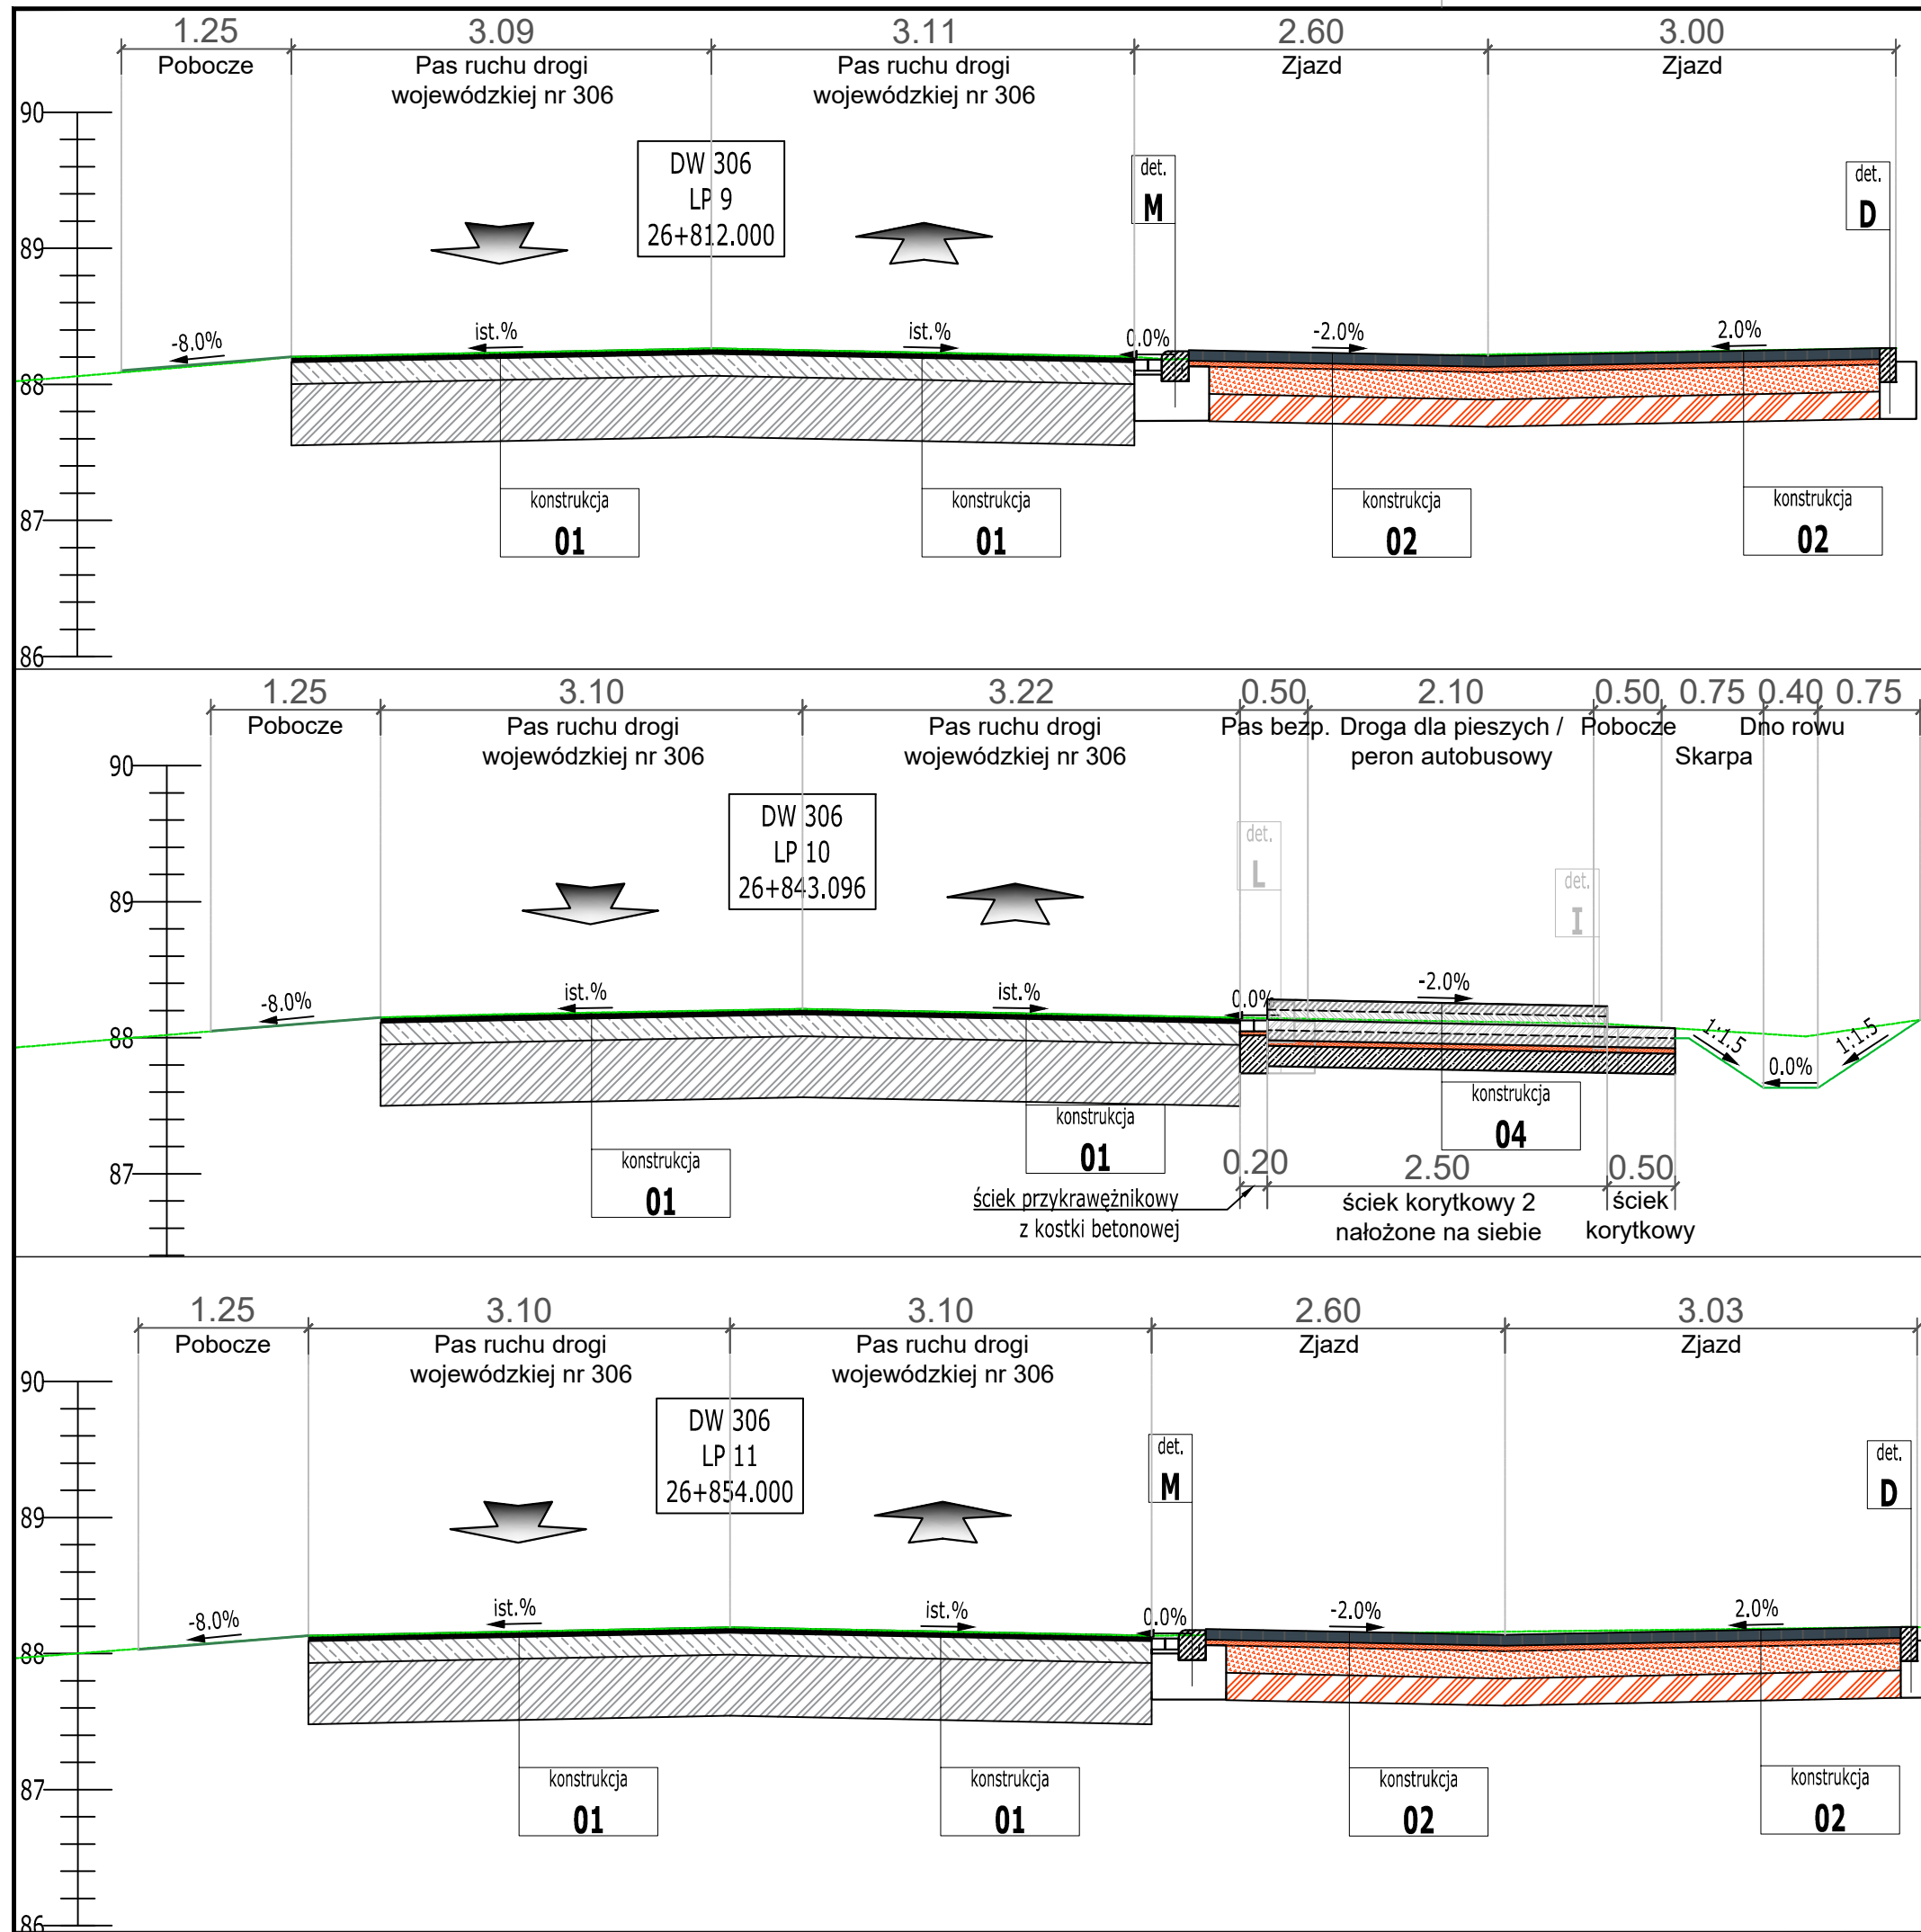 1.25 3.09 3.11 2.60 3.00
Pobocze Pas ruchu drogi Pas ruchu drogi Zjazd Zjazd
wojewódzkiej nr 306 wojewódzkiej nr 306
90
DW 306
LP 9
26+812.000
det.
M
det.
D
89
-8.0% ist.% ist.% 0.0% -2.0% 2.0%
88
87
konstrukcja
01
konstrukcja
01
konstrukcja
02
konstrukcja
02
86
1.25 3.10 3.22 0.50 2.10 0.50 0.75 0.40 0.75
Pobocze Pas ruchu drogi Pas ruchu drogi Pas bezp. Droga dla pieszych / Pobocze Dno rowu
wojewódzkiej nr 306 wojewódzkiej nr 306 peron autobusowy Skarpa
90
DW 306
LP 10
26+843.096
det.
L
det.
I
89
-8.0% ist.% ist.% 0.0% -2.0%
1:1.5 0.0% 1:1.5
88
konstrukcja
04
konstrukcja
01
konstrukcja
01
87
0.20 2.50 0.50
ściek przykrawężnikowy
z kostki betonowej
ściek korytkowy 2
nałożone na siebie
ściek
korytkowy
1.25 3.10 3.10 2.60 3.03
Pobocze Pas ruchu drogi Pas ruchu drogi Zjazd Zjazd
wojewódzkiej nr 306 wojewódzkiej nr 306
90
DW 306
LP 11
26+854.000
det.
M
det.
D
89
-8.0% ist.% ist.% 0.0% -2.0% 2.0%
88
87
konstrukcja
01
konstrukcja
01
konstrukcja
02
konstrukcja
02
86